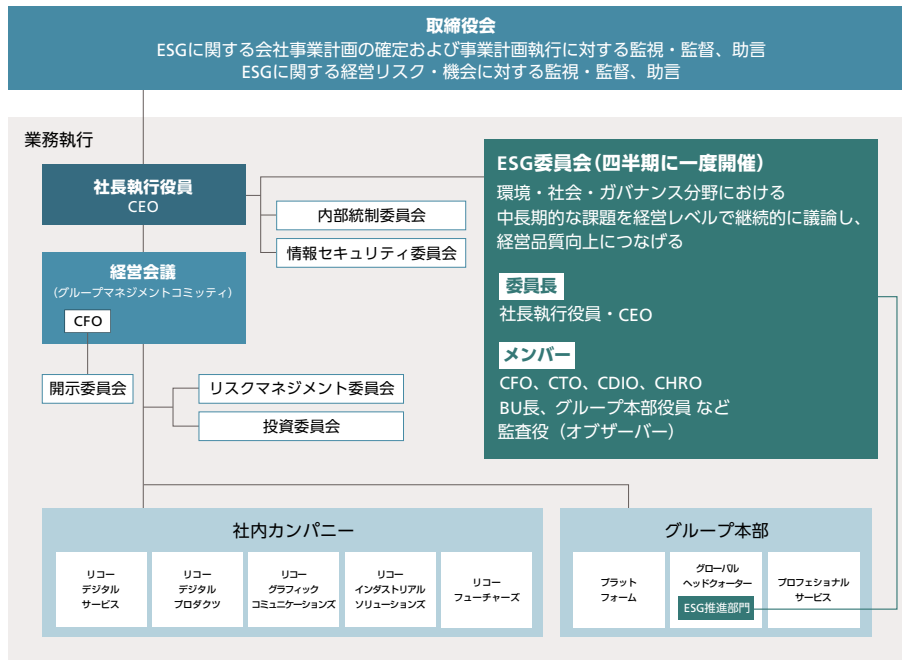 取締役会
ESGに関する会社事業計画の確定および事業計画執行に対する監視・監督、助言
ESGに関する経営リスク・機会に対する監視・監督、助言
業務執行
社長執行役員
CEO
内部統制委員会
情報セキュリティ委員会
経営会議
(グループマネジメントコミッティ)
CFO
開示委員会
リスクマネジメント委員会
投資委員会
ESG委員会(四半期に一度開催)
環境・社会・ガバナンス分野における
中長期的な課題を経営レベルで継続的に議論し、
経営品質向上につなげる
委員長
社長執行役員・CEO
メンバー
CFO、CTO、CDIO、CHRO
BU長、グループ本部役員 など
監査役（オブザーバー）
社内カンパニー
リコー
デジタル
サービス
リコー
デジタル
プロダクツ
リコー
グラフィック
コミュニケーションズ
リコー
インダストリアル
ソリューションズ
リコー
フューチャーズ
グループ本部
プラット
フォーム
グローバル
ヘッドクォーター
ESG推進部門
プロフェショナル
サービス